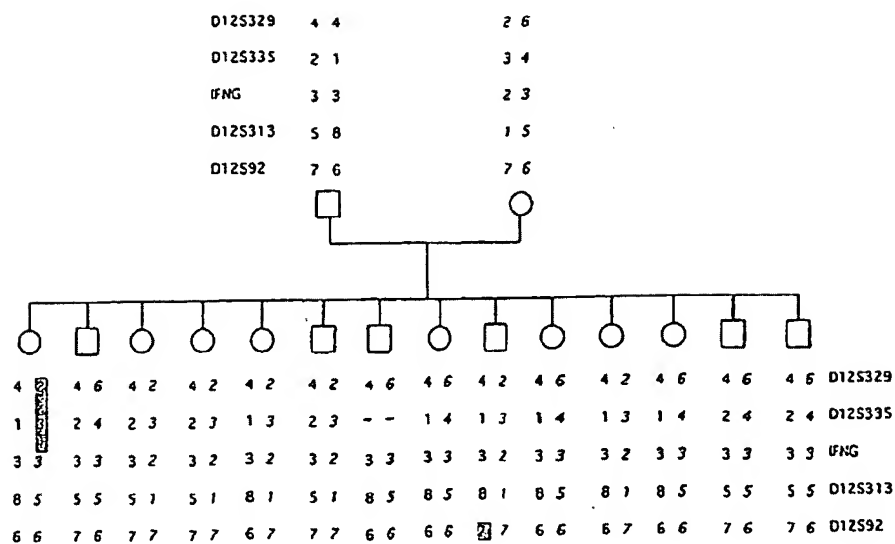 D12S329 4 4 2 6
D12S335 2 1 3 4
IFNG 3 3 2 3
D12S313 5 8 1 5
D12S92 7 6 7 6
4 4 6 4 2 4 2 4 2 4 2 4 6 4 6 4 2 4 6 4 2 4 6 4 6 4 6 D12S329
1 2 4 2 3 2 3 1 3 2 3 - - 1 4 1 3 1 4 1 3 1 4 2 4 2 4 D12S335
3 3 3 3 3 2 3 2 3 2 3 2 3 3 3 3 3 2 3 3 3 2 3 3 3 3 3 3 IFNG
8 5 5 5 5 1 5 1 8 1 5 1 8 5 8 5 8 1 8 5 8 1 8 5 5 5 5 5 D12S313
6 6 7 6 7 7 7 7 6 7 7 7 6 6 6 6 7 6 6 6 7 6 6 7 6 7 6 D12S92